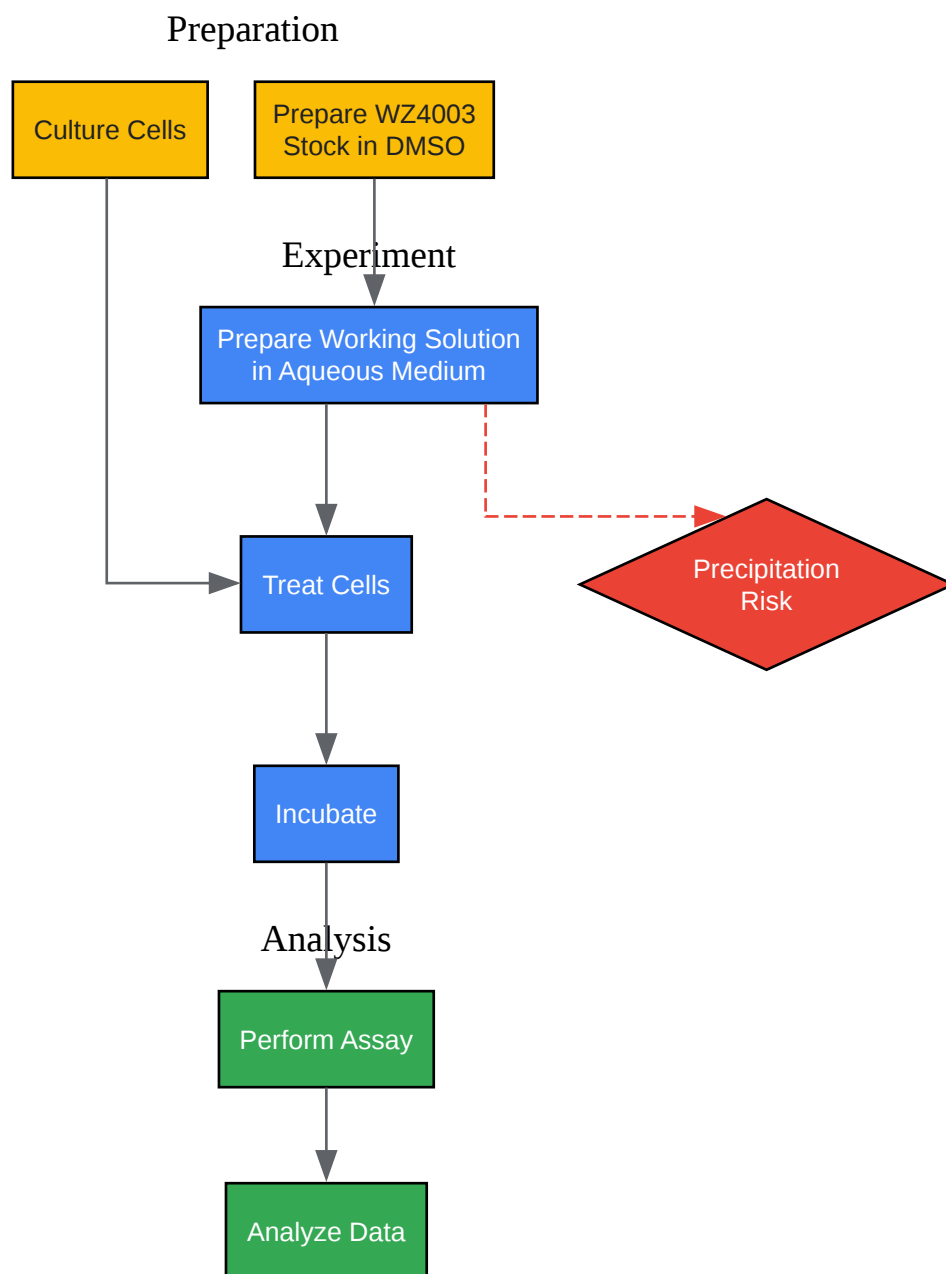 Preparation
Culture Cells
Prepare WZ4003
Stock in DMSO
Experiment
Prepare Working Solution
in Aqueous Medium
Treat Cells
Precipitation
Risk
Incubate
Analysis
Perform Assay
Analyze Data